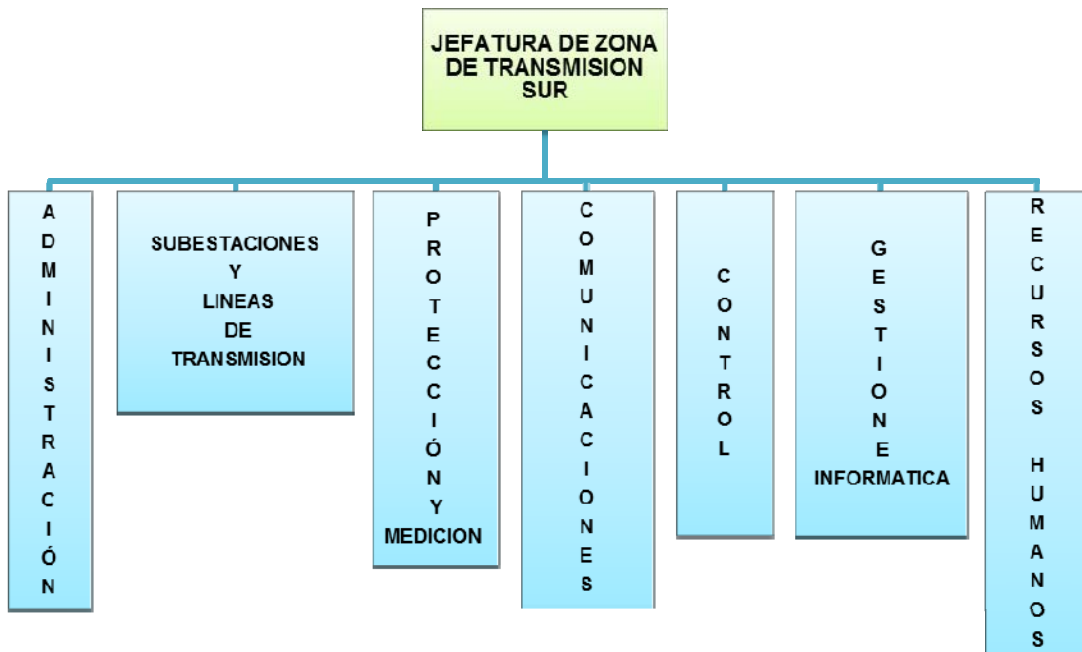 JEFATURA DE ZONA
DE TRANSMISION
SUR
ADMINISTRACIÓN
SUBESTACIONES
Y
LINEAS
DE
TRANSMISION
PROTECCIÓN Y
MEDICION
COMUNICACIONES
CONTROL
GESTION E
INFORMATICA
RECURSOS HUMANOS